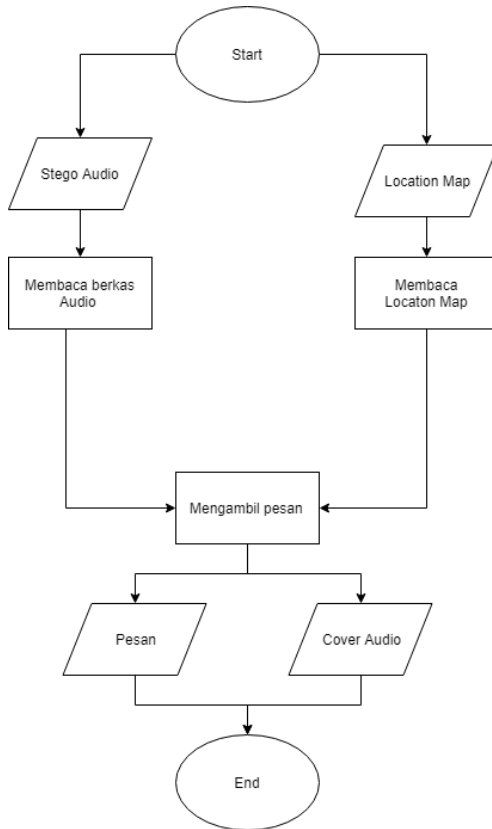 Start
Stego Audio
Location Map
Membaca berkas
Audio
Membaca
Locaton Map
Mengambil pesan
Pesan
Cover Audio
End